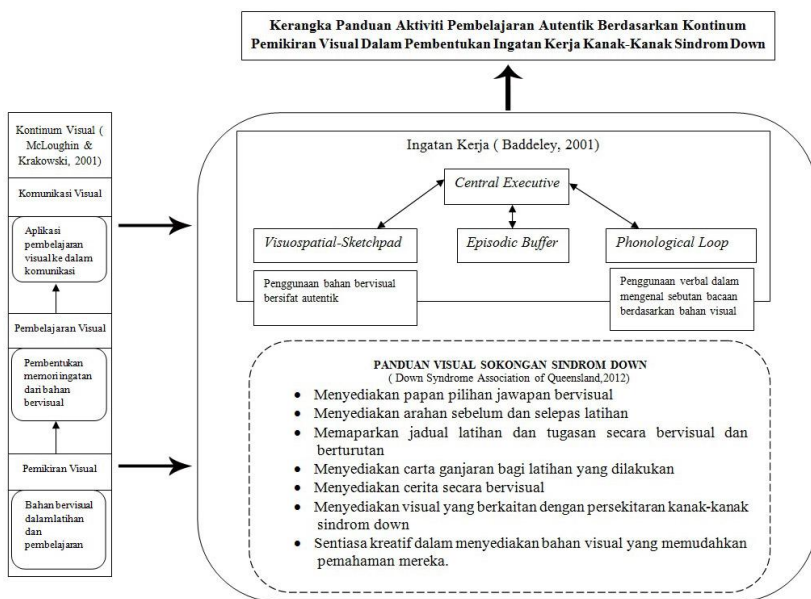 Kerangka Panduan Aktiviti Pembelajaran Autentik Berdasarkan Kontinum
Pemikiran Visual Dalam Pembentukan Ingatan Kerja Kanak-Kanak Sindrom Down
Kontinum Visual (
McLoughin &
Krakowski, 2001)
Komunikasi Visual
Aplikasi
pembelajaran
visual ke dalam
komunikasi
Pembelajaran Visual
Pembentukan
memori ingatan
dari bahan
bervisual
Pemikiran Visual
Bahan bervisual
dalam latihan
dan
pembelajaran
Ingatan Kerja ( Baddeley, 2001)
Central Executive
Visuospatial-Sketchpad
Episodic Buffer
Phonological Loop
Penggunaan bahan bervisual
bersifat autentik
Penggunaan verbal dalam
mengenal sebutan bacaan
berdasarkan bahan visual
PANDUAN VISUAL SOKONGAN SINDROM DOWN
( Down Syndrome Association of Queensland,2012)
• Menyediakan papan pilihan jawapan bervisual
• Menyediakan arahan sebelum dan selepas latihan
• Memaparkan jadual latihan dan tugasan secara bervisual dan
berturutan
• Menyediakan carta ganjaran bagi latihan yang dilakukan
• Menyediakan cerita secara bervisual
• Menyediakan visual yang berkaitan dengan persekitaran kanak-kanak
sindrom down
• Sentiasa kreatif dalam menyediakan bahan visual yang memudahkan
pemahaman mereka.